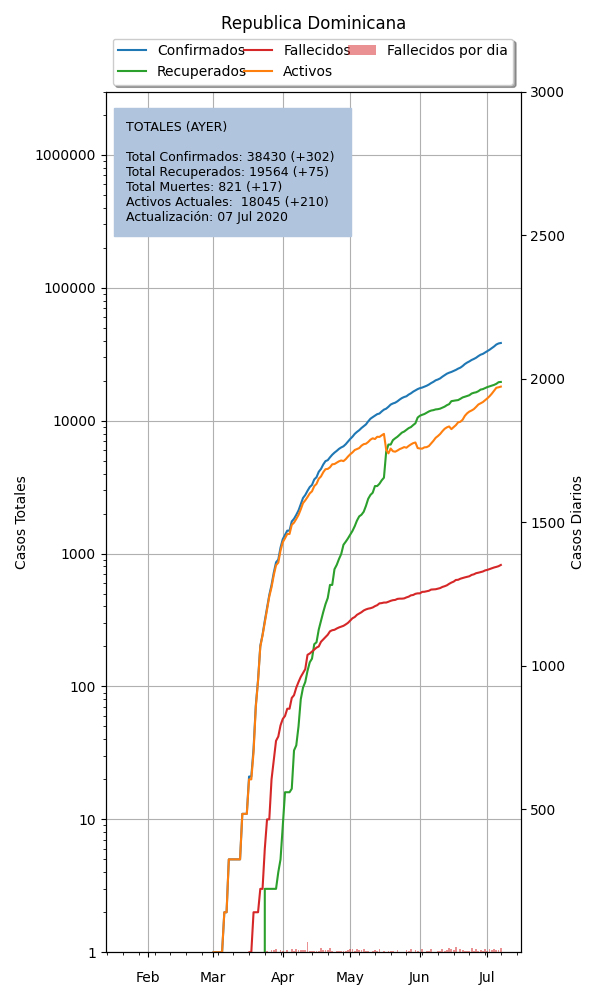 Republica Dominicana
Confirmados
Recuperados
Fallecidos
Activos
Fallecidos por dia
TOTALES (AYER)
Total Confirmados: 38430 (+302)
Total Recuperados: 19564 (+75)
Total Muertes: 821 (+17)
Activos Actuales:  18045 (+210)
Actualización: 07 Jul 2020
Casos Totales
1000000
100000
10000
1000
100
10
1
Casos Diarios
3000
2500
2000
1500
1000
500
Feb Mar Apr May Jun Jul